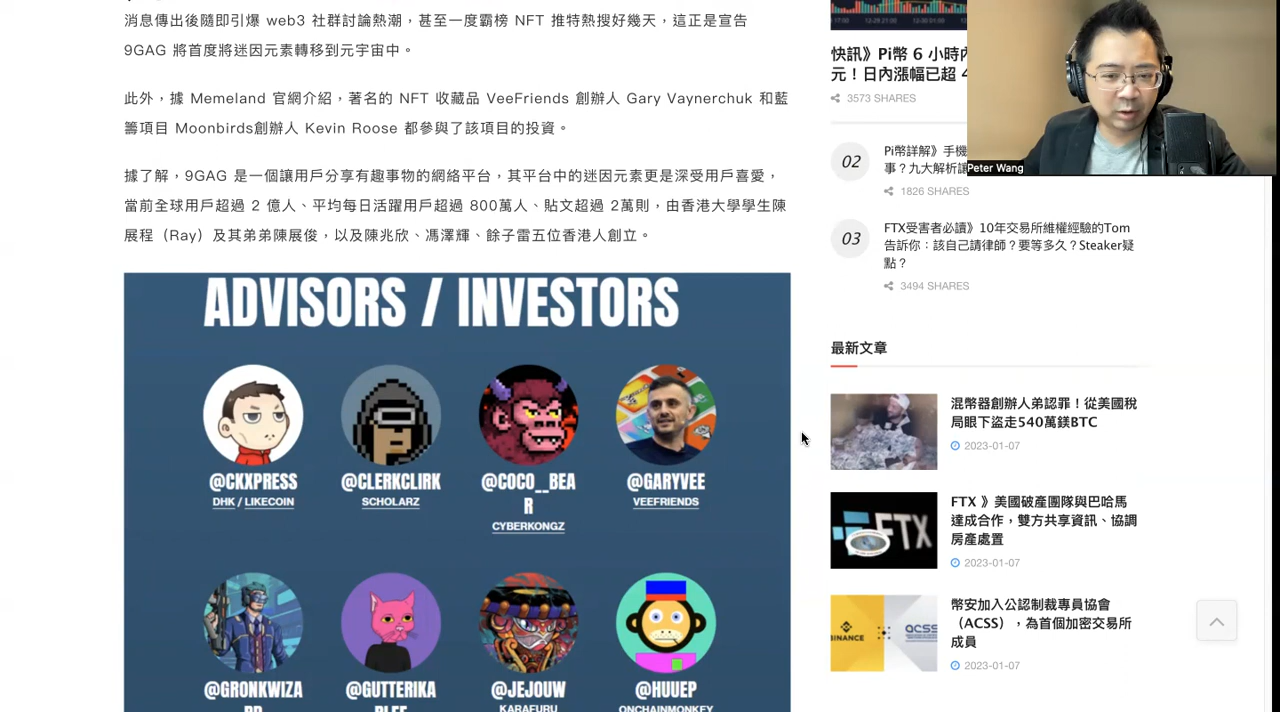 消息傳出後隨即引爆 web3 社群討論熱潮，甚至一度霸榜 NFT 推特熱搜好幾天，這正是宣告
9GAG 將首度將迷因元素轉移到元宇宙中。
此外，據 Memeland 官網介紹，著名的 NFT 收藏品 VeeFriends 創辦人 Gary Vaynerchuk 和藍
籌項目 Moonbirds創辦人 Kevin Roose 都參與了該項目的投資。
據了解，9GAG 是一個讓用戶分享有趣事物的網絡平台，其平台中的迷因元素更是深受用戶喜愛，
當前全球用戶超過 2 億人、平均每日活躍用戶超過 800萬人、貼文超過 2萬則，由香港大學學生陳
展程（Ray）及其弟弟陳展俊，以及陳兆欣、馮澤輝、餘子雷五位香港人創立。
ADVISORS / INVESTORS
@CKXPRESS
DHK / LIKECOIN
@CLERKCLIRK
SCHOLARZ
@COCO__BEA
R
CYBERKONGZ
@GARYVEE
VEEFRIENDS
@GRONKWIZA
@GUTTERIKA
@JEJOUW
KARAFURU
@HUUEP
ONCHAINMONKEY
快訊》Pi幣 6 小時
元！日內漲幅已超
3573 SHARES
02
Pi幣詳解》手機
事？九大解析
1826 SHARES
03
FTX受害者必讀》10年交易所維權經驗的Tom
告訴你：該自己請律師？要等多久？Steaker疑
點？
3494 SHARES
最新文章
混幣器創辦人弟認罪！從美國稅
局眼下盜走540萬鎂BTC
2023-01-07
FTX 》美國破產團隊與巴哈馬
達成合作，雙方共享資訊、協調
房產處置
2023-01-07
FTX
幣安加入公認制裁專員協會
（ACSS），為首個加密交易所
成員
2023-01-07
BINANCE
ACSS
Peter Wang